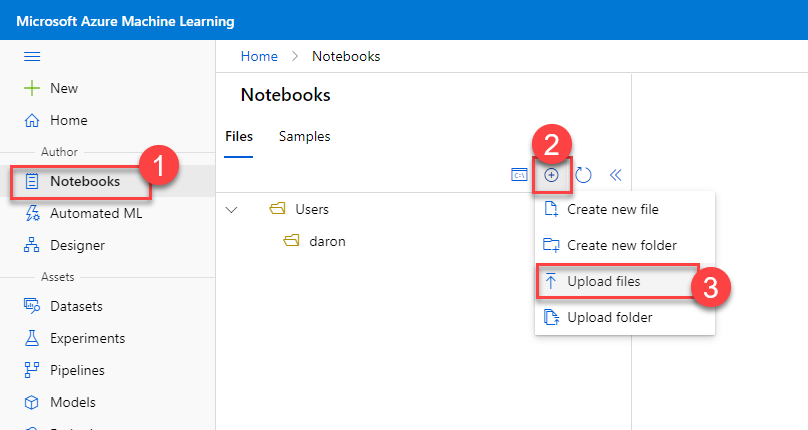 Microsoft Azure Machine Learning
Home > Notebooks
New
Home
Author
Notebooks
1
Automated ML
Designer
Assets
Datasets
Experiments
Pipelines
Models
Notebooks
Files Samples
2
C:\
Users
daron
Create new file
Create new folder
Upload files
3
Upload folder